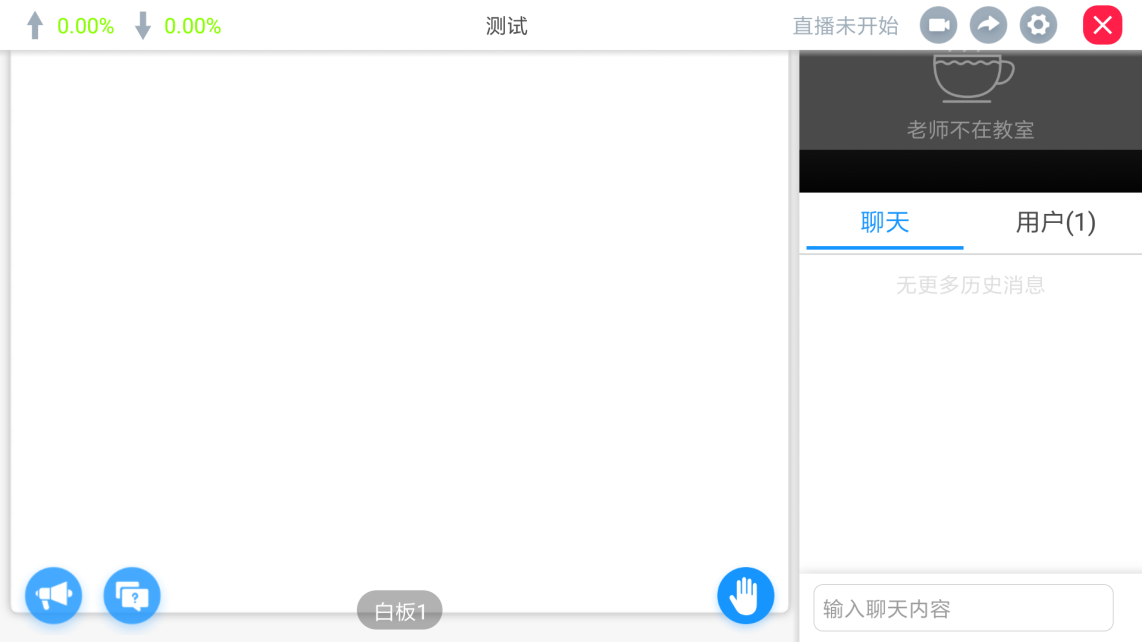 0.00% 0.00% 测试 直播未开始
老师不在教室
聊天 用户(1)
无更多历史消息
?
白板1
输入聊天内容